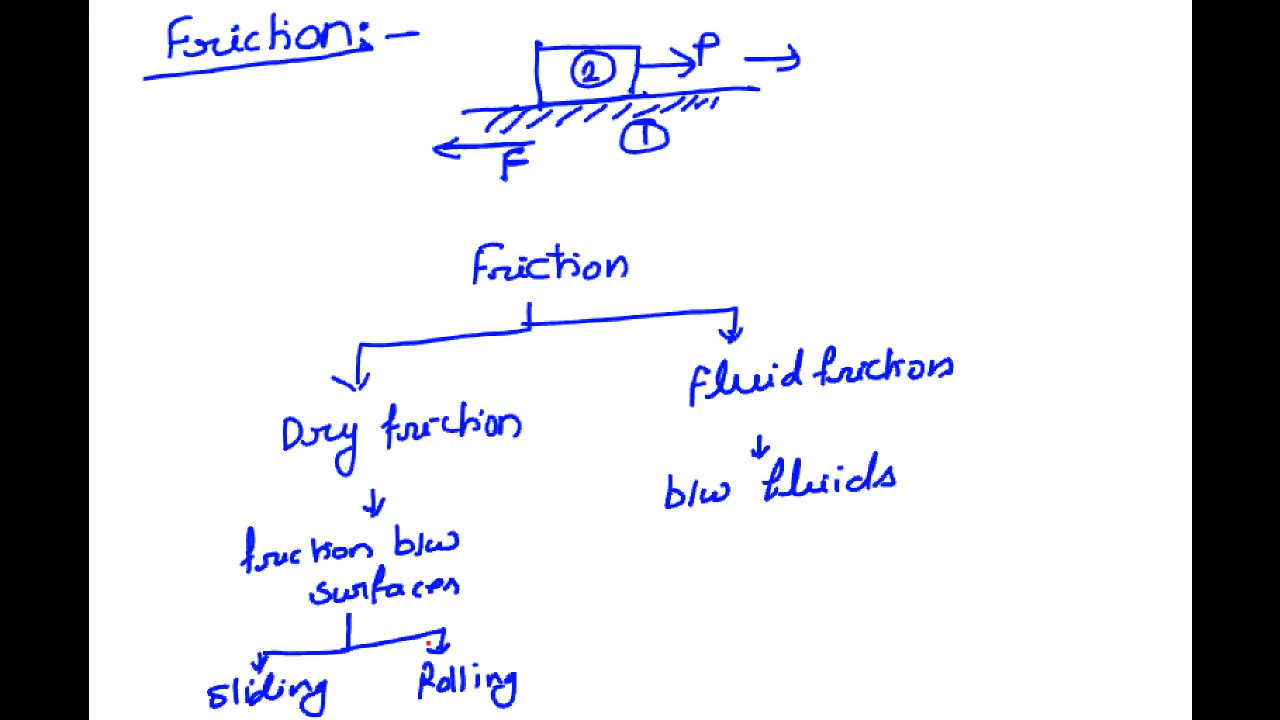 Friction:-
P
2
1
F
Friction
Dry friction
Fluid friction
friction b/w
surfaces
b/w fluids
Sliding
Rolling